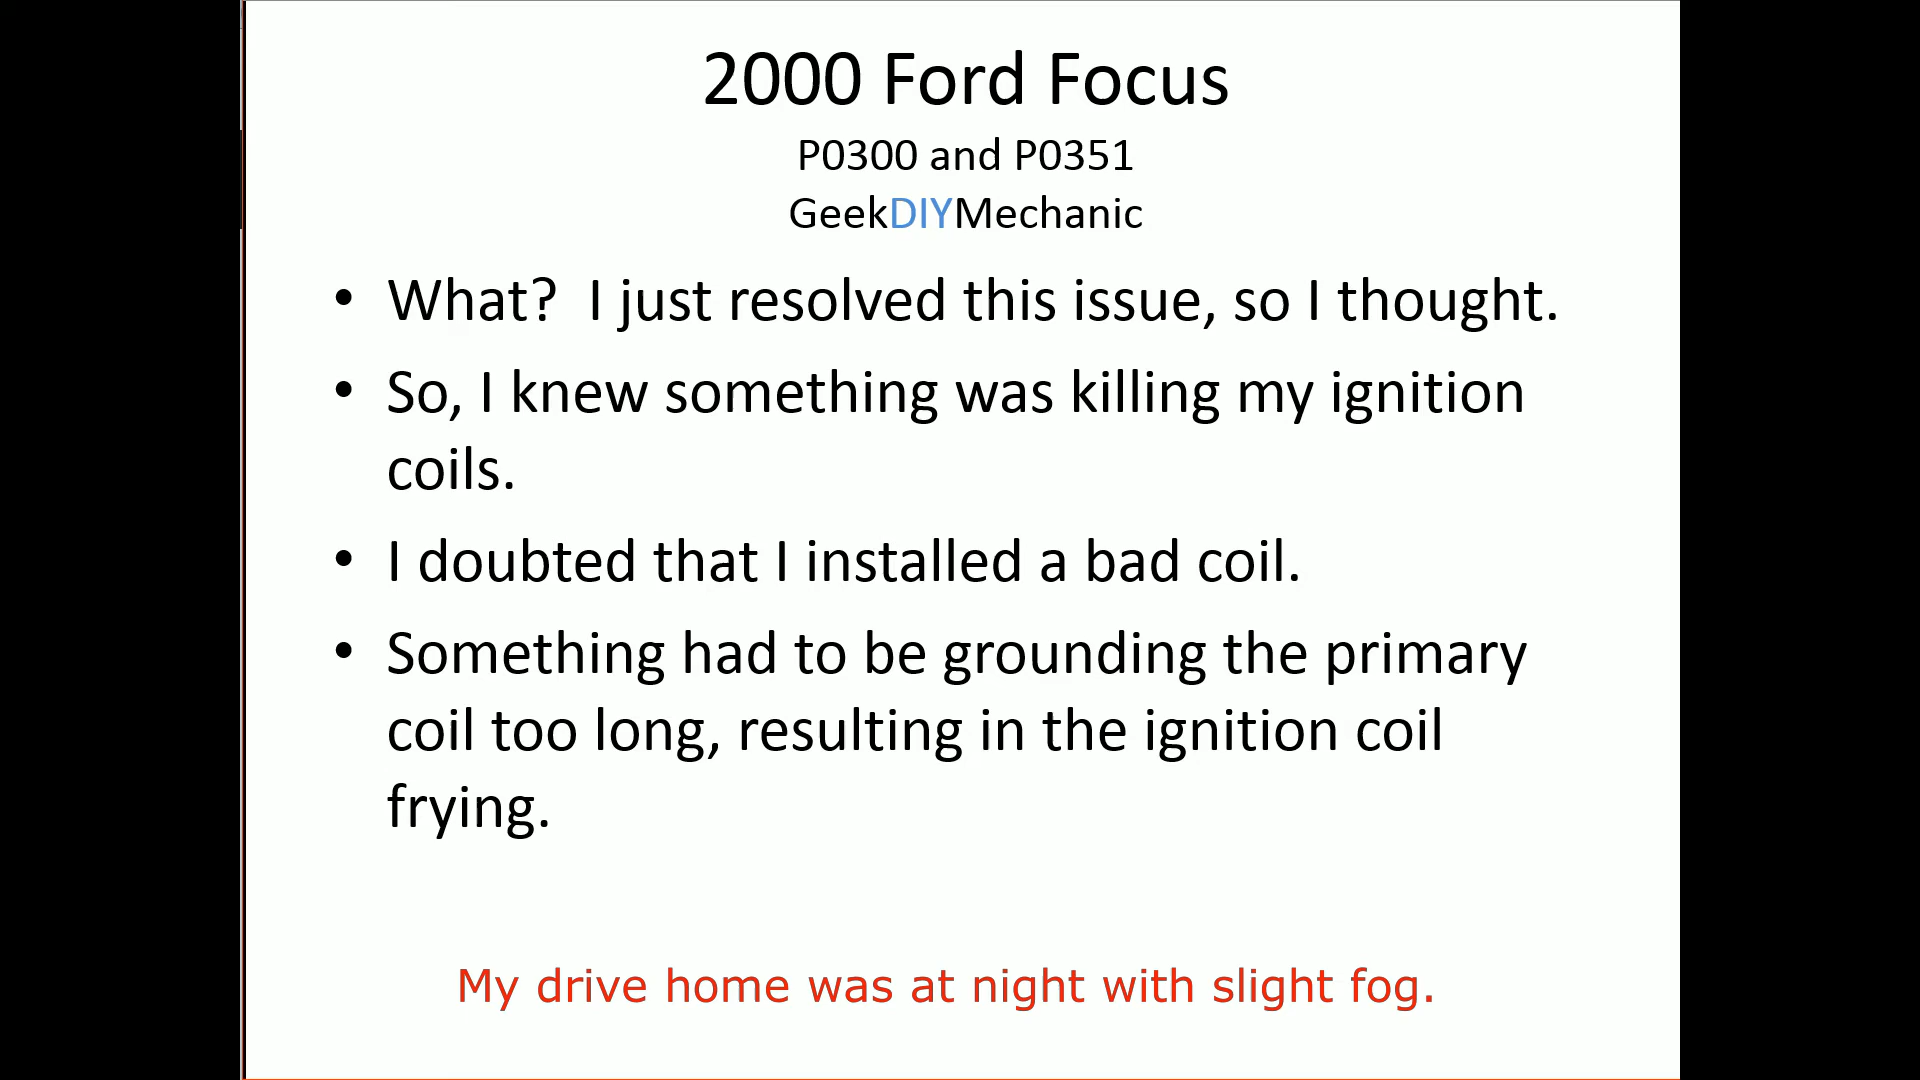 2000 Ford Focus
P0300 and P0351
GeekDIYMechanic
• What?  I just resolved this issue, so I thought.
• So, I knew something was killing my ignition
coils.
• I doubted that I installed a bad coil.
• Something had to be grounding the primary
coil too long, resulting in the ignition coil
frying.
My drive home was at night with slight fog.